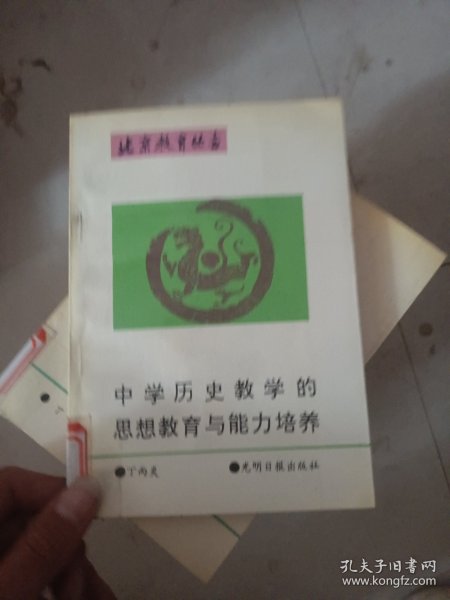 北京教育丛书
中学历史教学的
思想教育与能力培养
●丁丙炎 ●光明日报出版社
孔夫子旧书网
www.kongfz.com